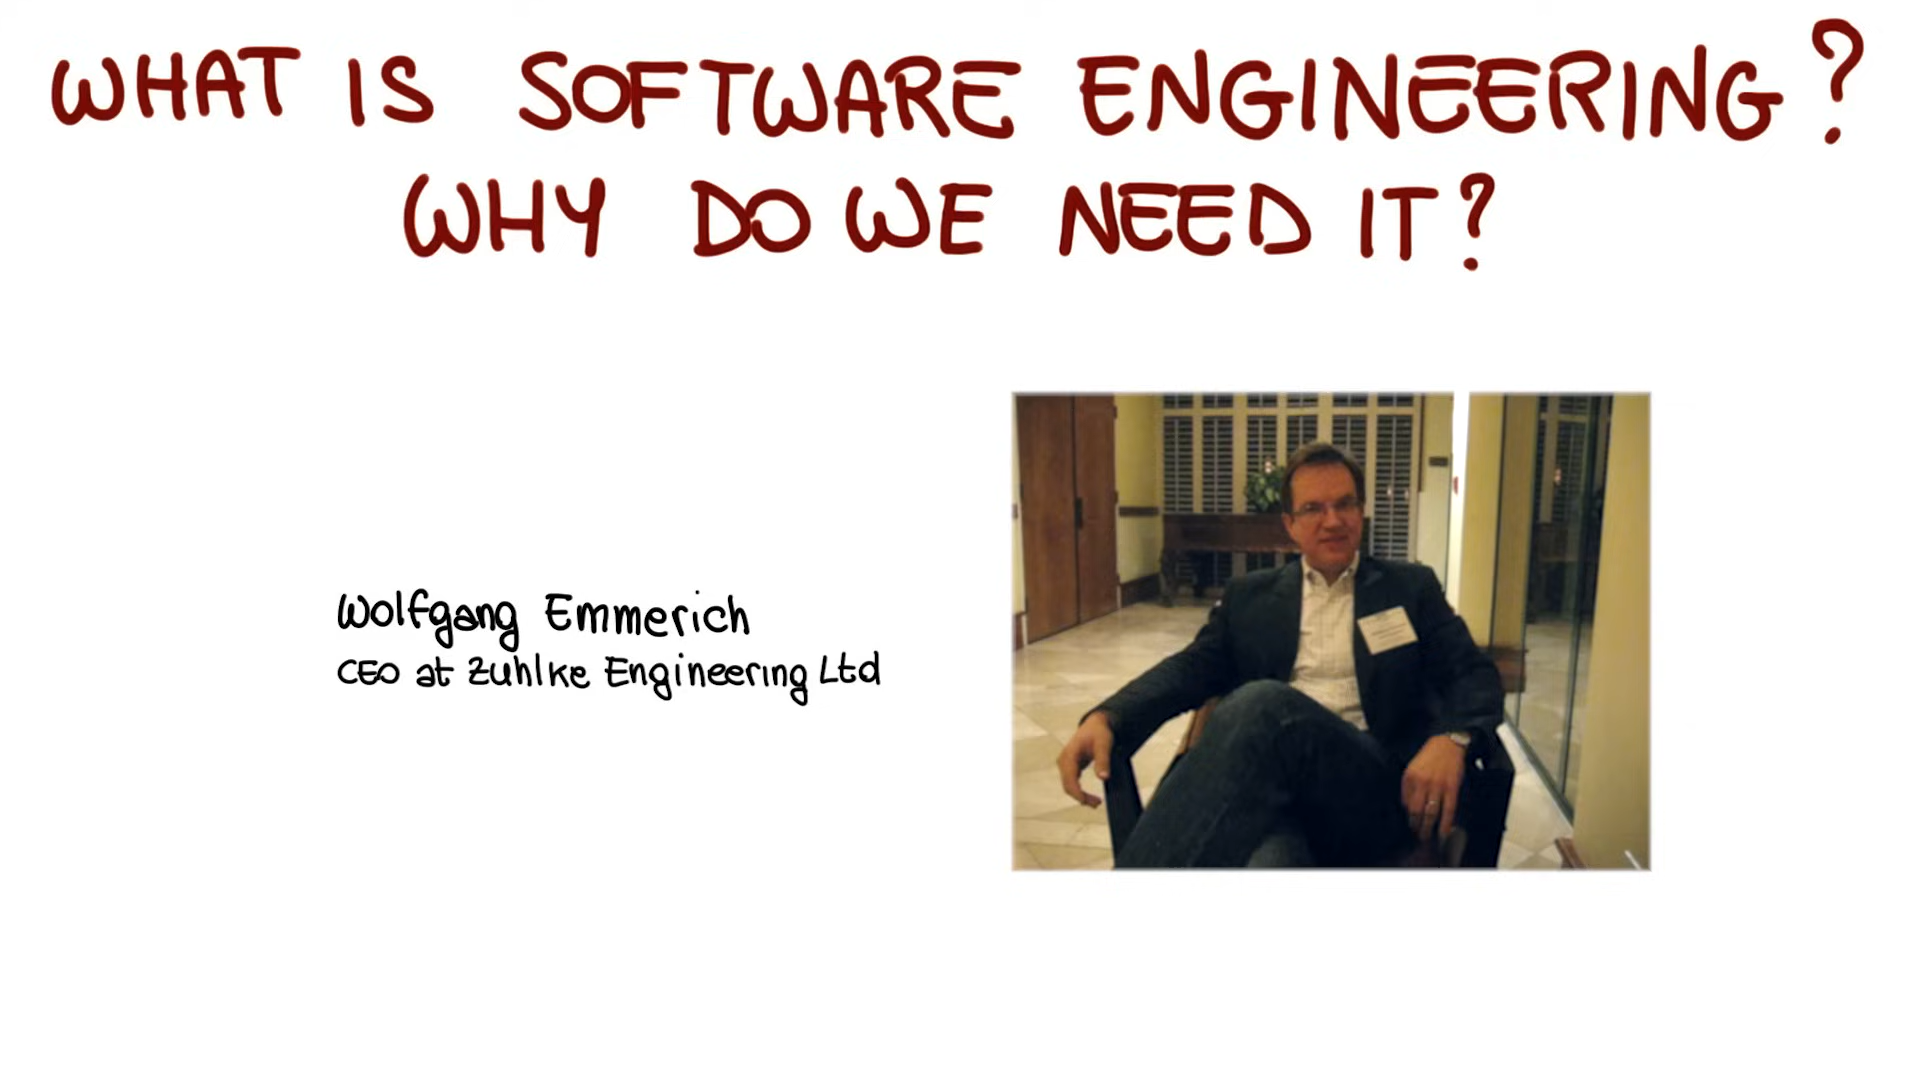 WHAT IS SOFTWARE ENGINEERING?
WHY DO WE NEED IT?
Wolfgang Emmerich
CEO at Zuhlke Engineering Ltd